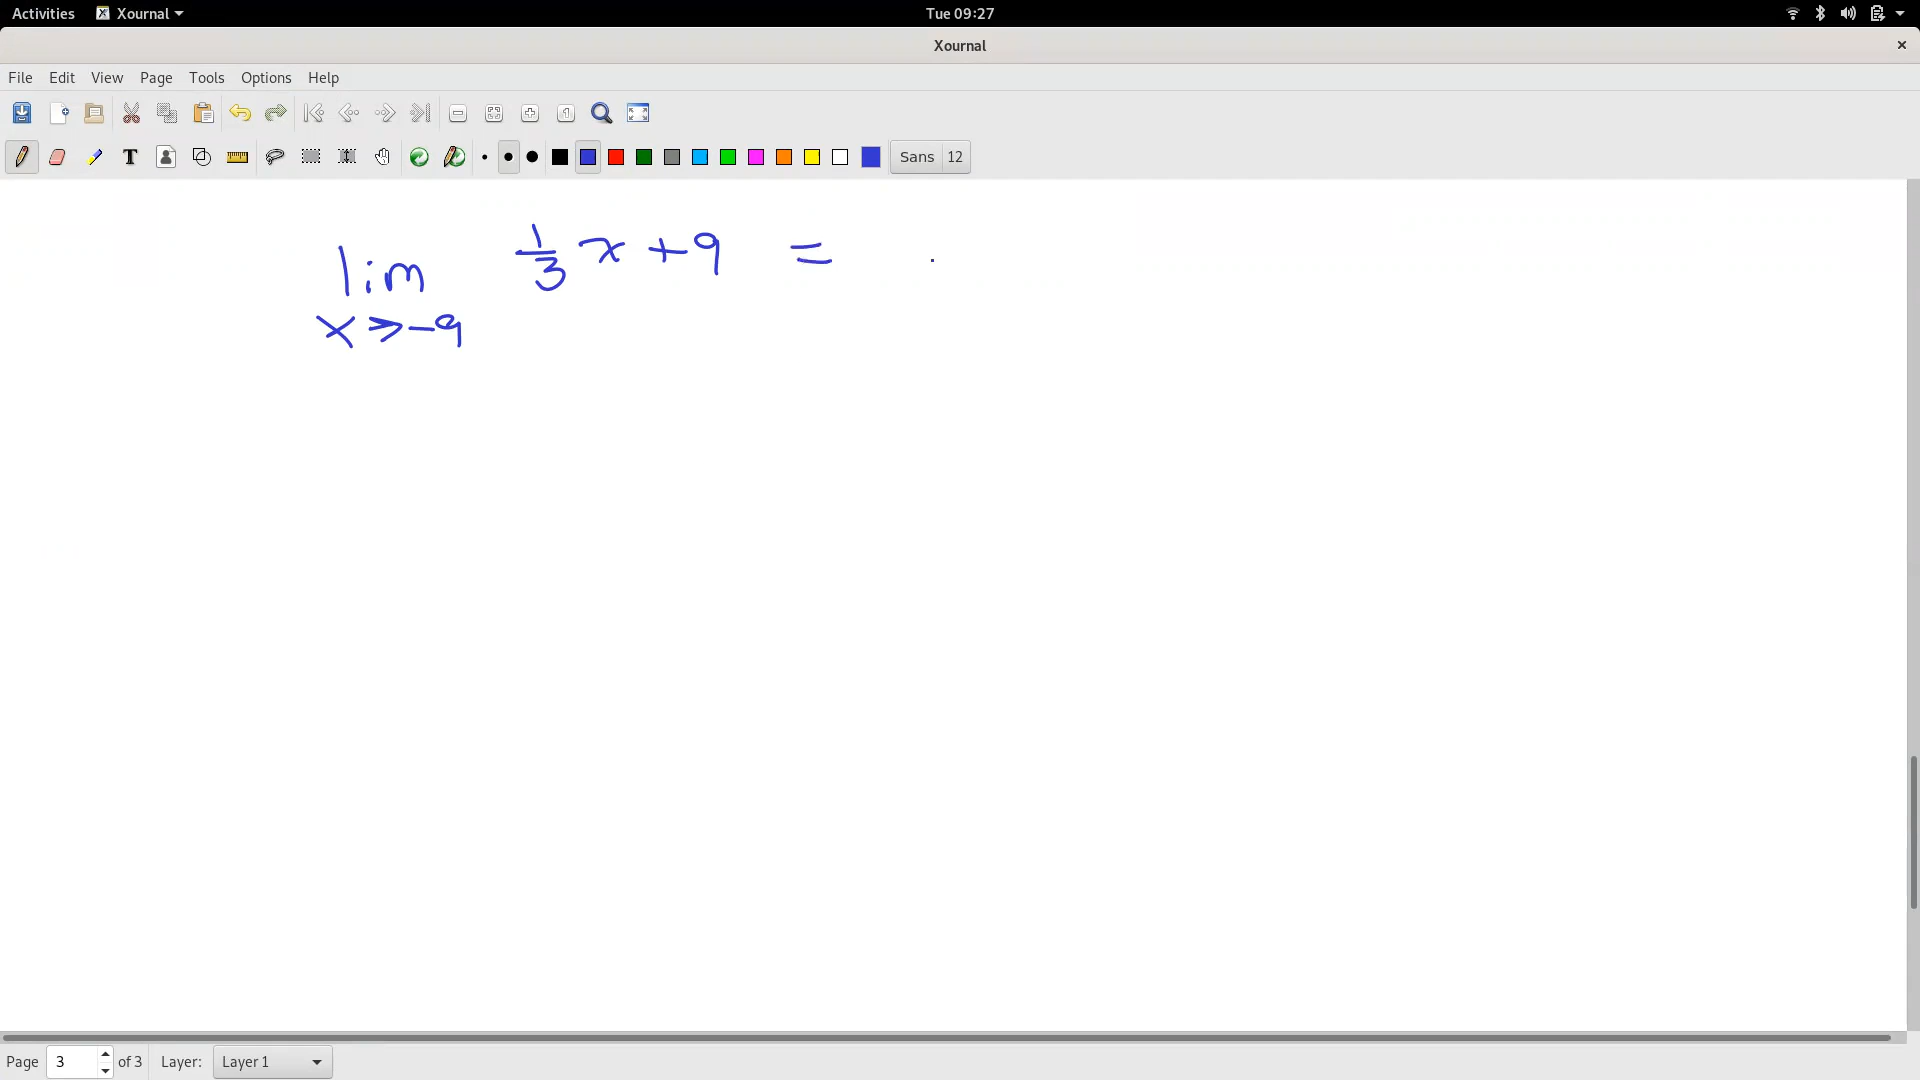 Activities Xournal Tue 09:27
Xournal
File Edit View Page Tools Options Help
T Sans 12
lim 1/3 x + 9 =
x → -9
Page 3 of 3 Layer: Layer 1